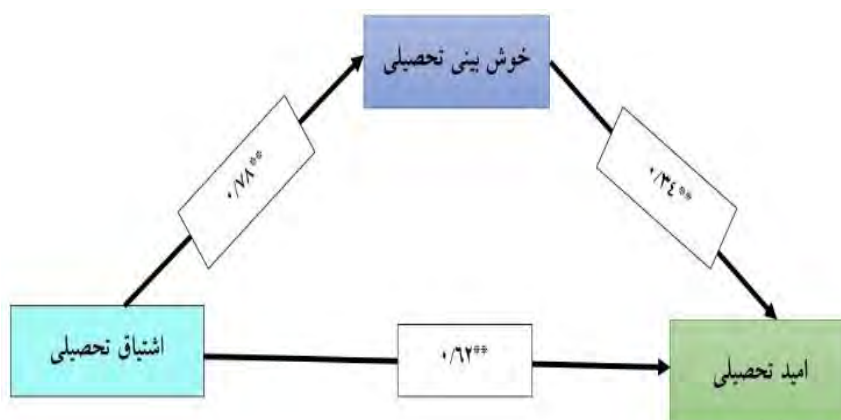 خوش بینی تحصیلی
۰/۷۸**
۰/۳٤**
اشتیاق تحصیلی
۰/۶۲**
امید تحصیلی